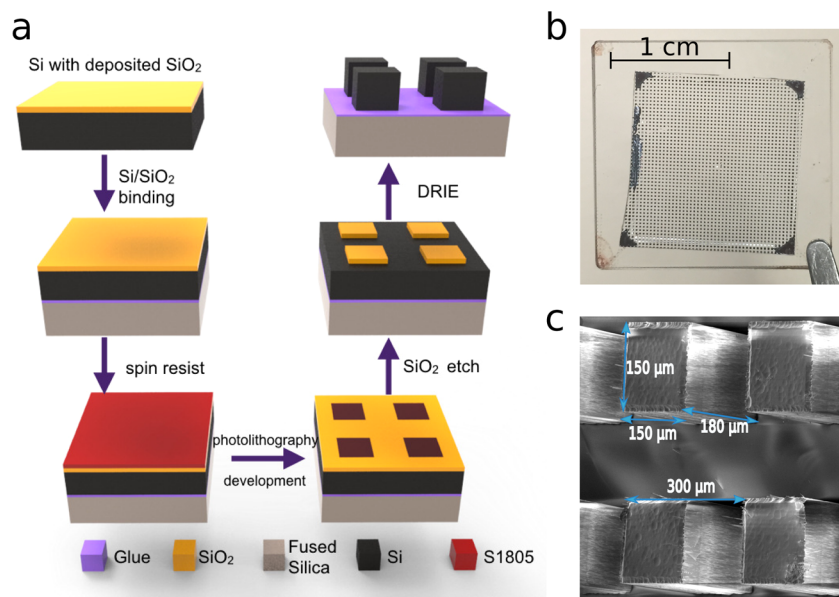 a
Si with deposited SiO₂
Si/SiO₂
binding
spin resist
photolithography
development
SiO₂ etch
DRIE
Glue
SiO₂
Fused
Silica
Si
S1805
b
1 cm
c
150 μm
150 μm
180 μm
300 μm